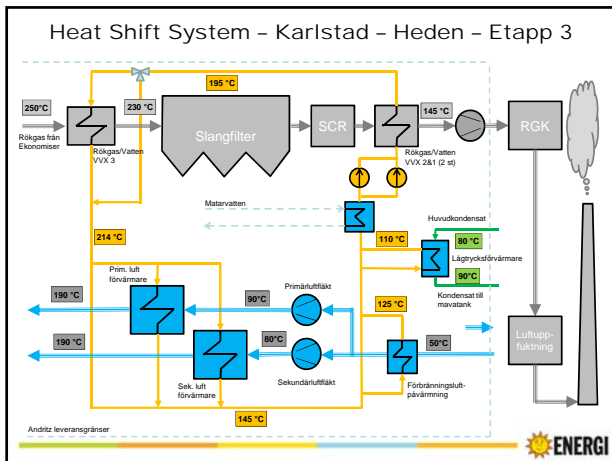 Heat Shift System – Karlstad – Heden – Etapp 3
195 °C
250°C
230 °C
145 °C
Slangfilter
SCR
RGK
Rökgas från
Ekonomiser
Rökgas/Vatten
VVX 3
Rökgas/Vatten
VVX 2&1 (2 st)
Matarvatten
Huvudkondensat
214 °C
110 °C
80 °C
Lågtrycksförvärmare
Prim. luft
förvärmare
90°C
Kondensat till
mavatank
190 °C
90°C
Primärluftfläkt
125 °C
190 °C
80°C
50°C
Luftupp-
fuktning
Sek. luft
förvärmare
Sekundärluftfläkt
Förbränningsluft-
påvärmning
145 °C
Andritz leveransgränser
ENERGI